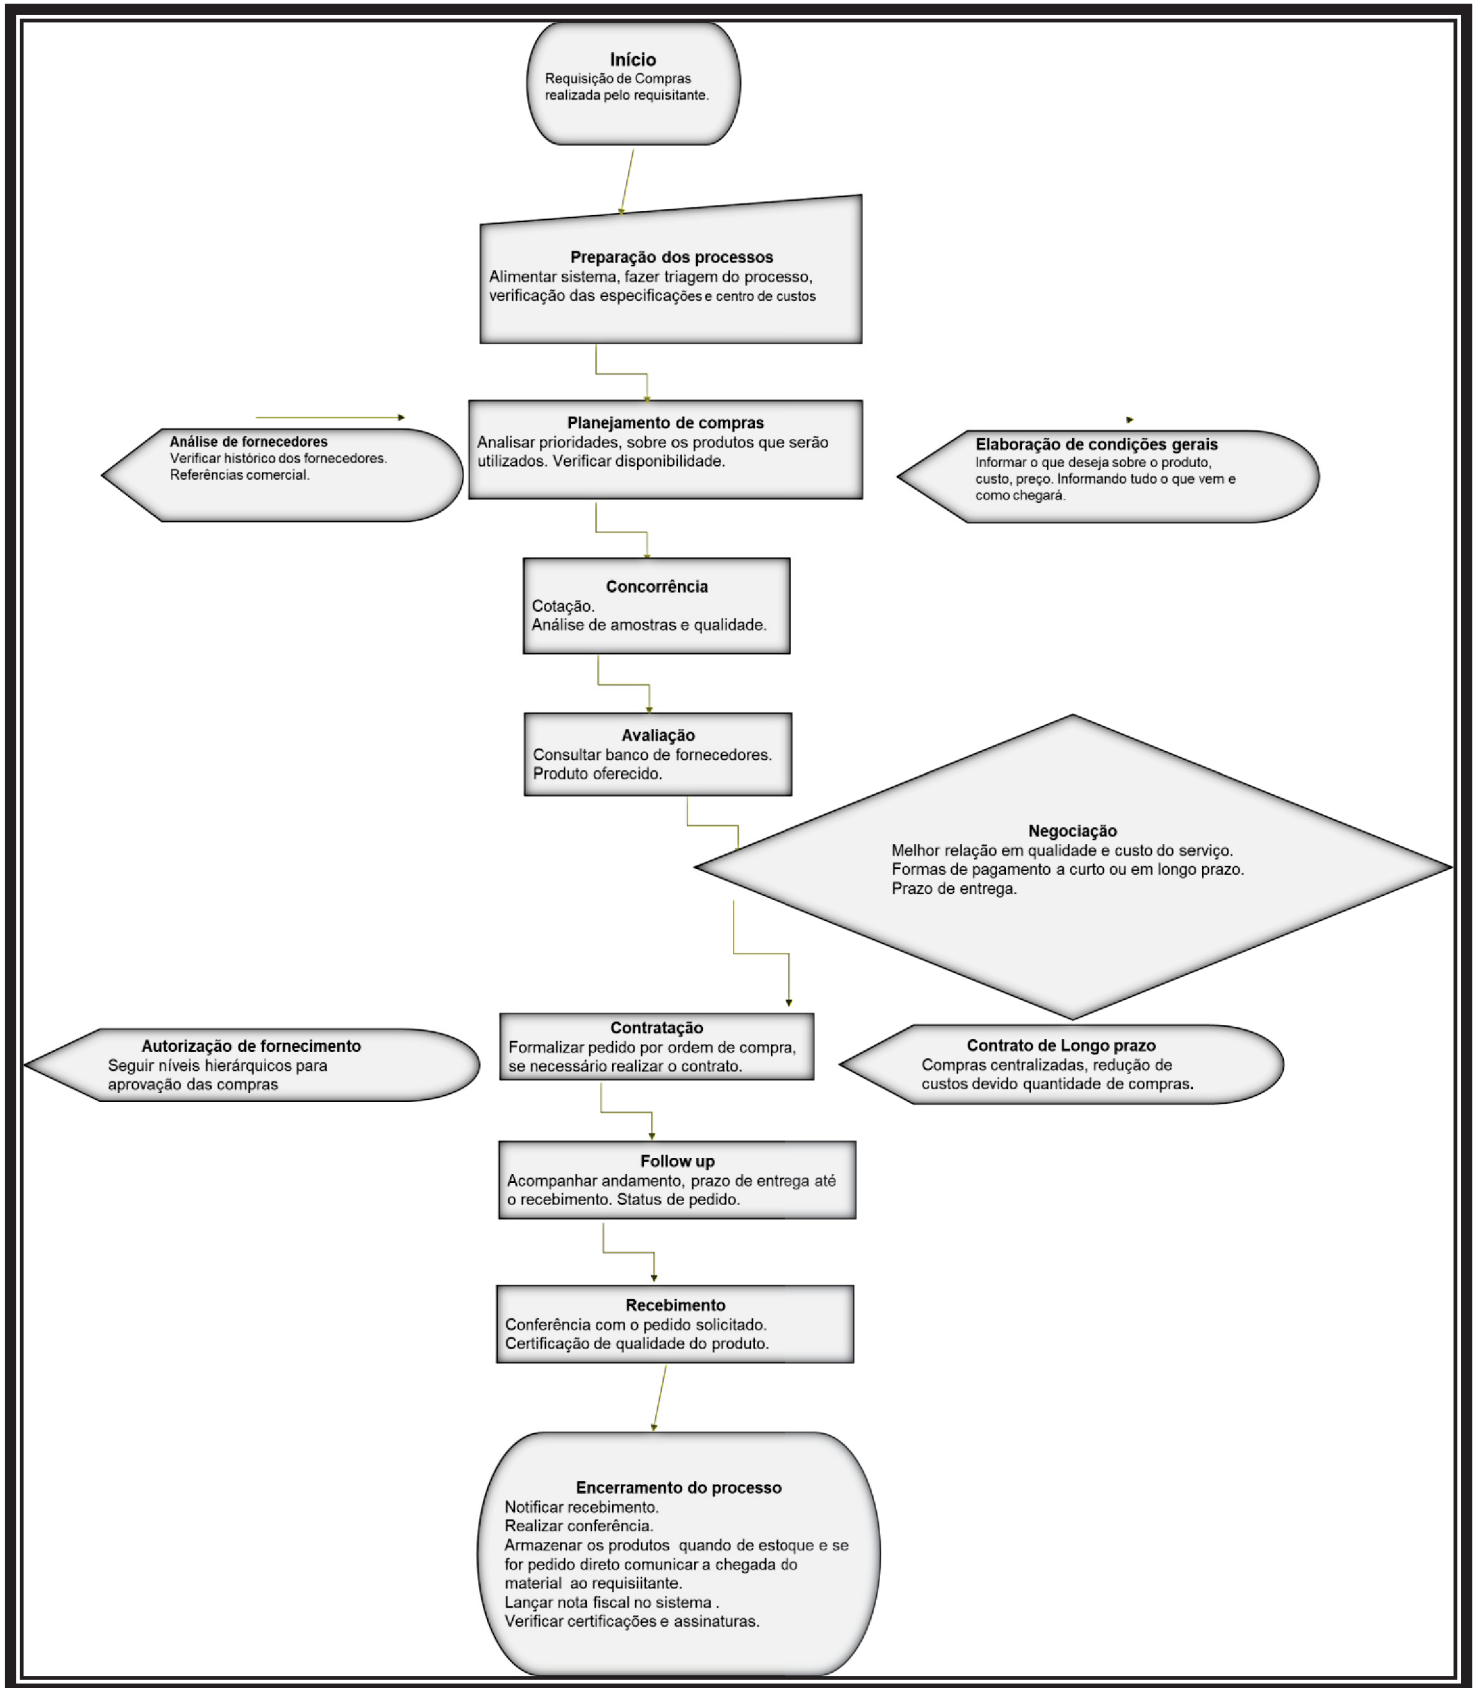 Início
Requisição de Compras
realizada pelo requisitante.
Preparação dos processos
Alimentar sistema, fazer triagem do processo,
verificação das especificações e centro de custos
Análise de fornecedores
Verificar histórico dos fornecedores.
Referências comercial.
Planejamento de compras
Analisar prioridades, sobre os produtos que serão
utilizados. Verificar disponibilidade.
Elaboração de condições gerais
Informar o que deseja sobre o produto,
custo, preço. Informando tudo o que vem e
como chegará.
Concorrência
Cotação.
Análise de amostras e qualidade.
Avaliação
Consultar banco de fornecedores.
Produto oferecido.
Negociação
Melhor relação em qualidade e custo do serviço.
Formas de pagamento a curto ou em longo prazo.
Prazo de entrega.
Autorização de fornecimento
Seguir níveis hierárquicos para
aprovação das compras
Contratação
Formalizar pedido por ordem de compra,
se necessário realizar o contrato.
Contrato de Longo prazo
Compras centralizadas, redução de
custos devido quantidade de compras.
Follow up
Acompanhar andamento, prazo de entrega até
o recebimento. Status de pedido.
Recebimento
Conferência com o pedido solicitado.
Certificação de qualidade do produto.
Encerramento do processo
Notificar recebimento.
Realizar conferência.
Armazenar os produtos quando de estoque e se
for pedido direto comunicar a chegada do
material ao requisiitante.
Lançar nota fiscal no sistema .
Verificar certificações e assinaturas.